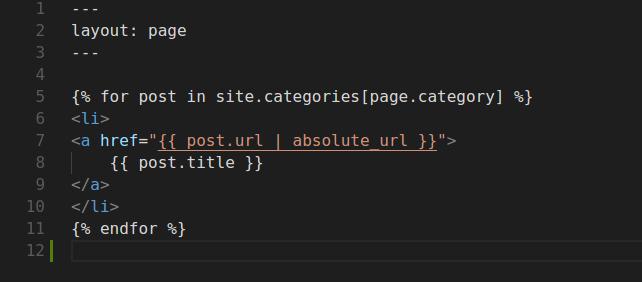 1 ---
2 layout: page
3 ---
4
5 {% for post in site.categories[page.category] %}
6 <li>
7 <a href="{{ post.url | absolute_url }}">
8     {{ post.title }}
9 </a>
10 </li>
11 {% endfor %}
12